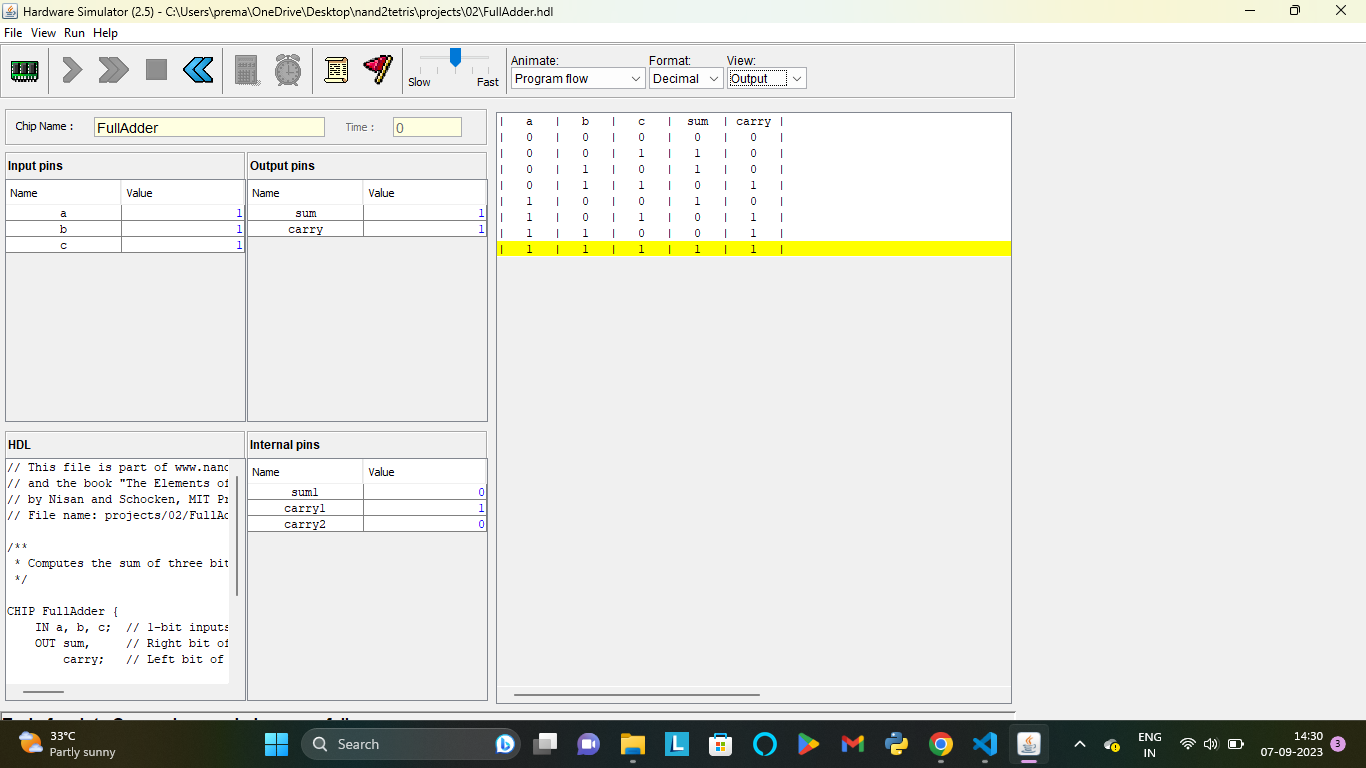 Hardware Simulator (2.5) - C:\Users\prema\OneDrive\Desktop\nand2tetris\projects\02\FullAdder.hdl
File View Run Help
Slow Fast
Animate: Format: View:
Program flow Decimal Output
Chip Name : FullAdder Time : 0
Input pins
Name Value
a 1
b 1
c 1
Output pins
Name Value
sum 1
carry 1
HDL
// This file is part of www.nand
// and the book "The Elements of
// by Nisan and Schocken, MIT Pr
// File name: projects/02/FullAd
/**
* Computes the sum of three bit
*/
CHIP FullAdder {
IN a, b, c; // 1-bit inputs
OUT sum, // Right bit of
carry; // Left bit of
Internal pins
Name Value
sum1 0
carry1 1
carry2 0
| a | b | c | sum | carry |
| 0 | 0 | 0 | 0 | 0 |
| 0 | 0 | 1 | 1 | 0 |
| 0 | 1 | 0 | 1 | 0 |
| 0 | 1 | 1 | 0 | 1 |
| 1 | 0 | 0 | 1 | 0 |
| 1 | 0 | 1 | 0 | 1 |
| 1 | 1 | 0 | 0 | 1 |
| 1 | 1 | 1 | 1 | 1 |
33°C
Partly sunny
Search
ENG
IN
14:30
07-09-2023
3